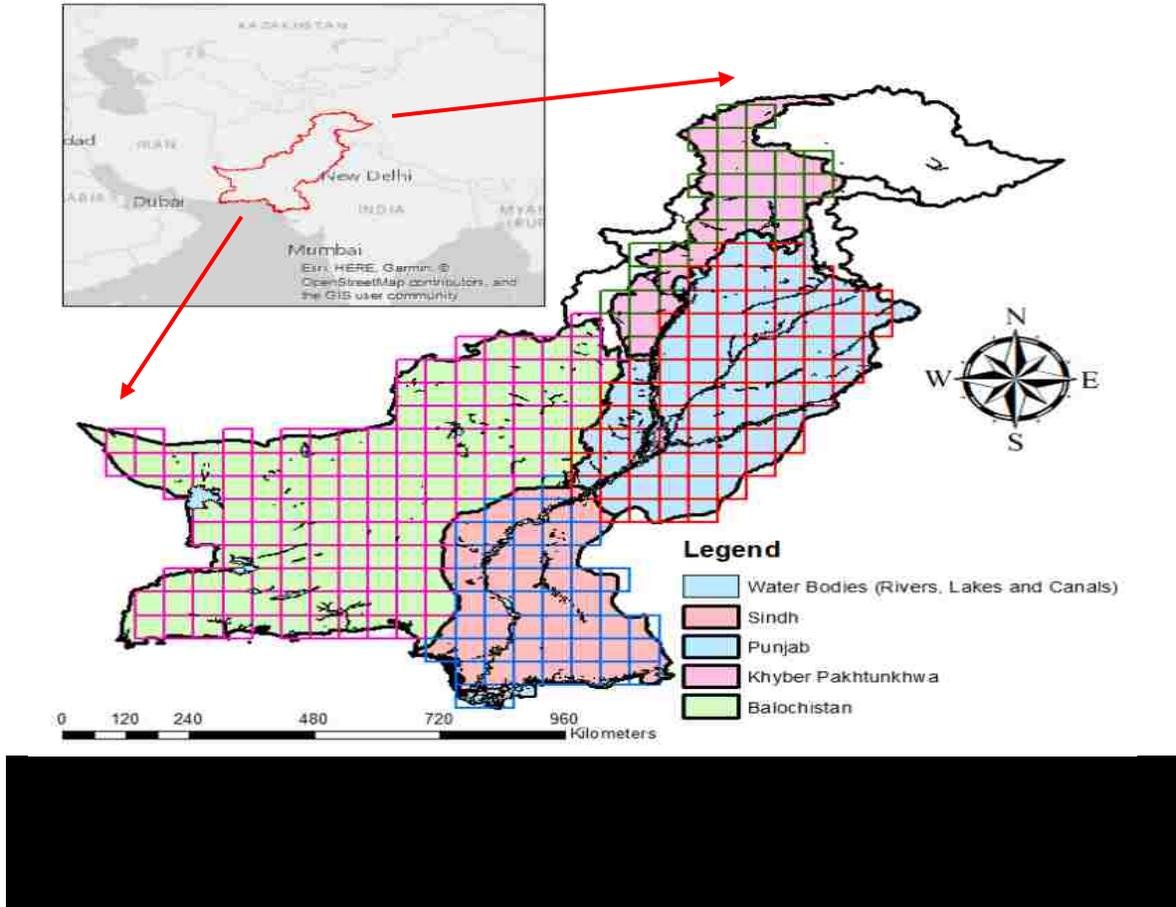 KAZAKHSTAN
dad
IRAN
New Delhi
ARABIA
Dubai
INDIA
Mumbai
Esri, HERE, Garmin, ©
OpenStreetMap contributors, and
the GIS user community
N
W E
S
Legend
Water Bodies (Rivers, Lakes and Canals)
Sindh
Punjab
Khyber Pakhtunkhwa
Balochistan
0 120 240 480 720 960
Kilometers